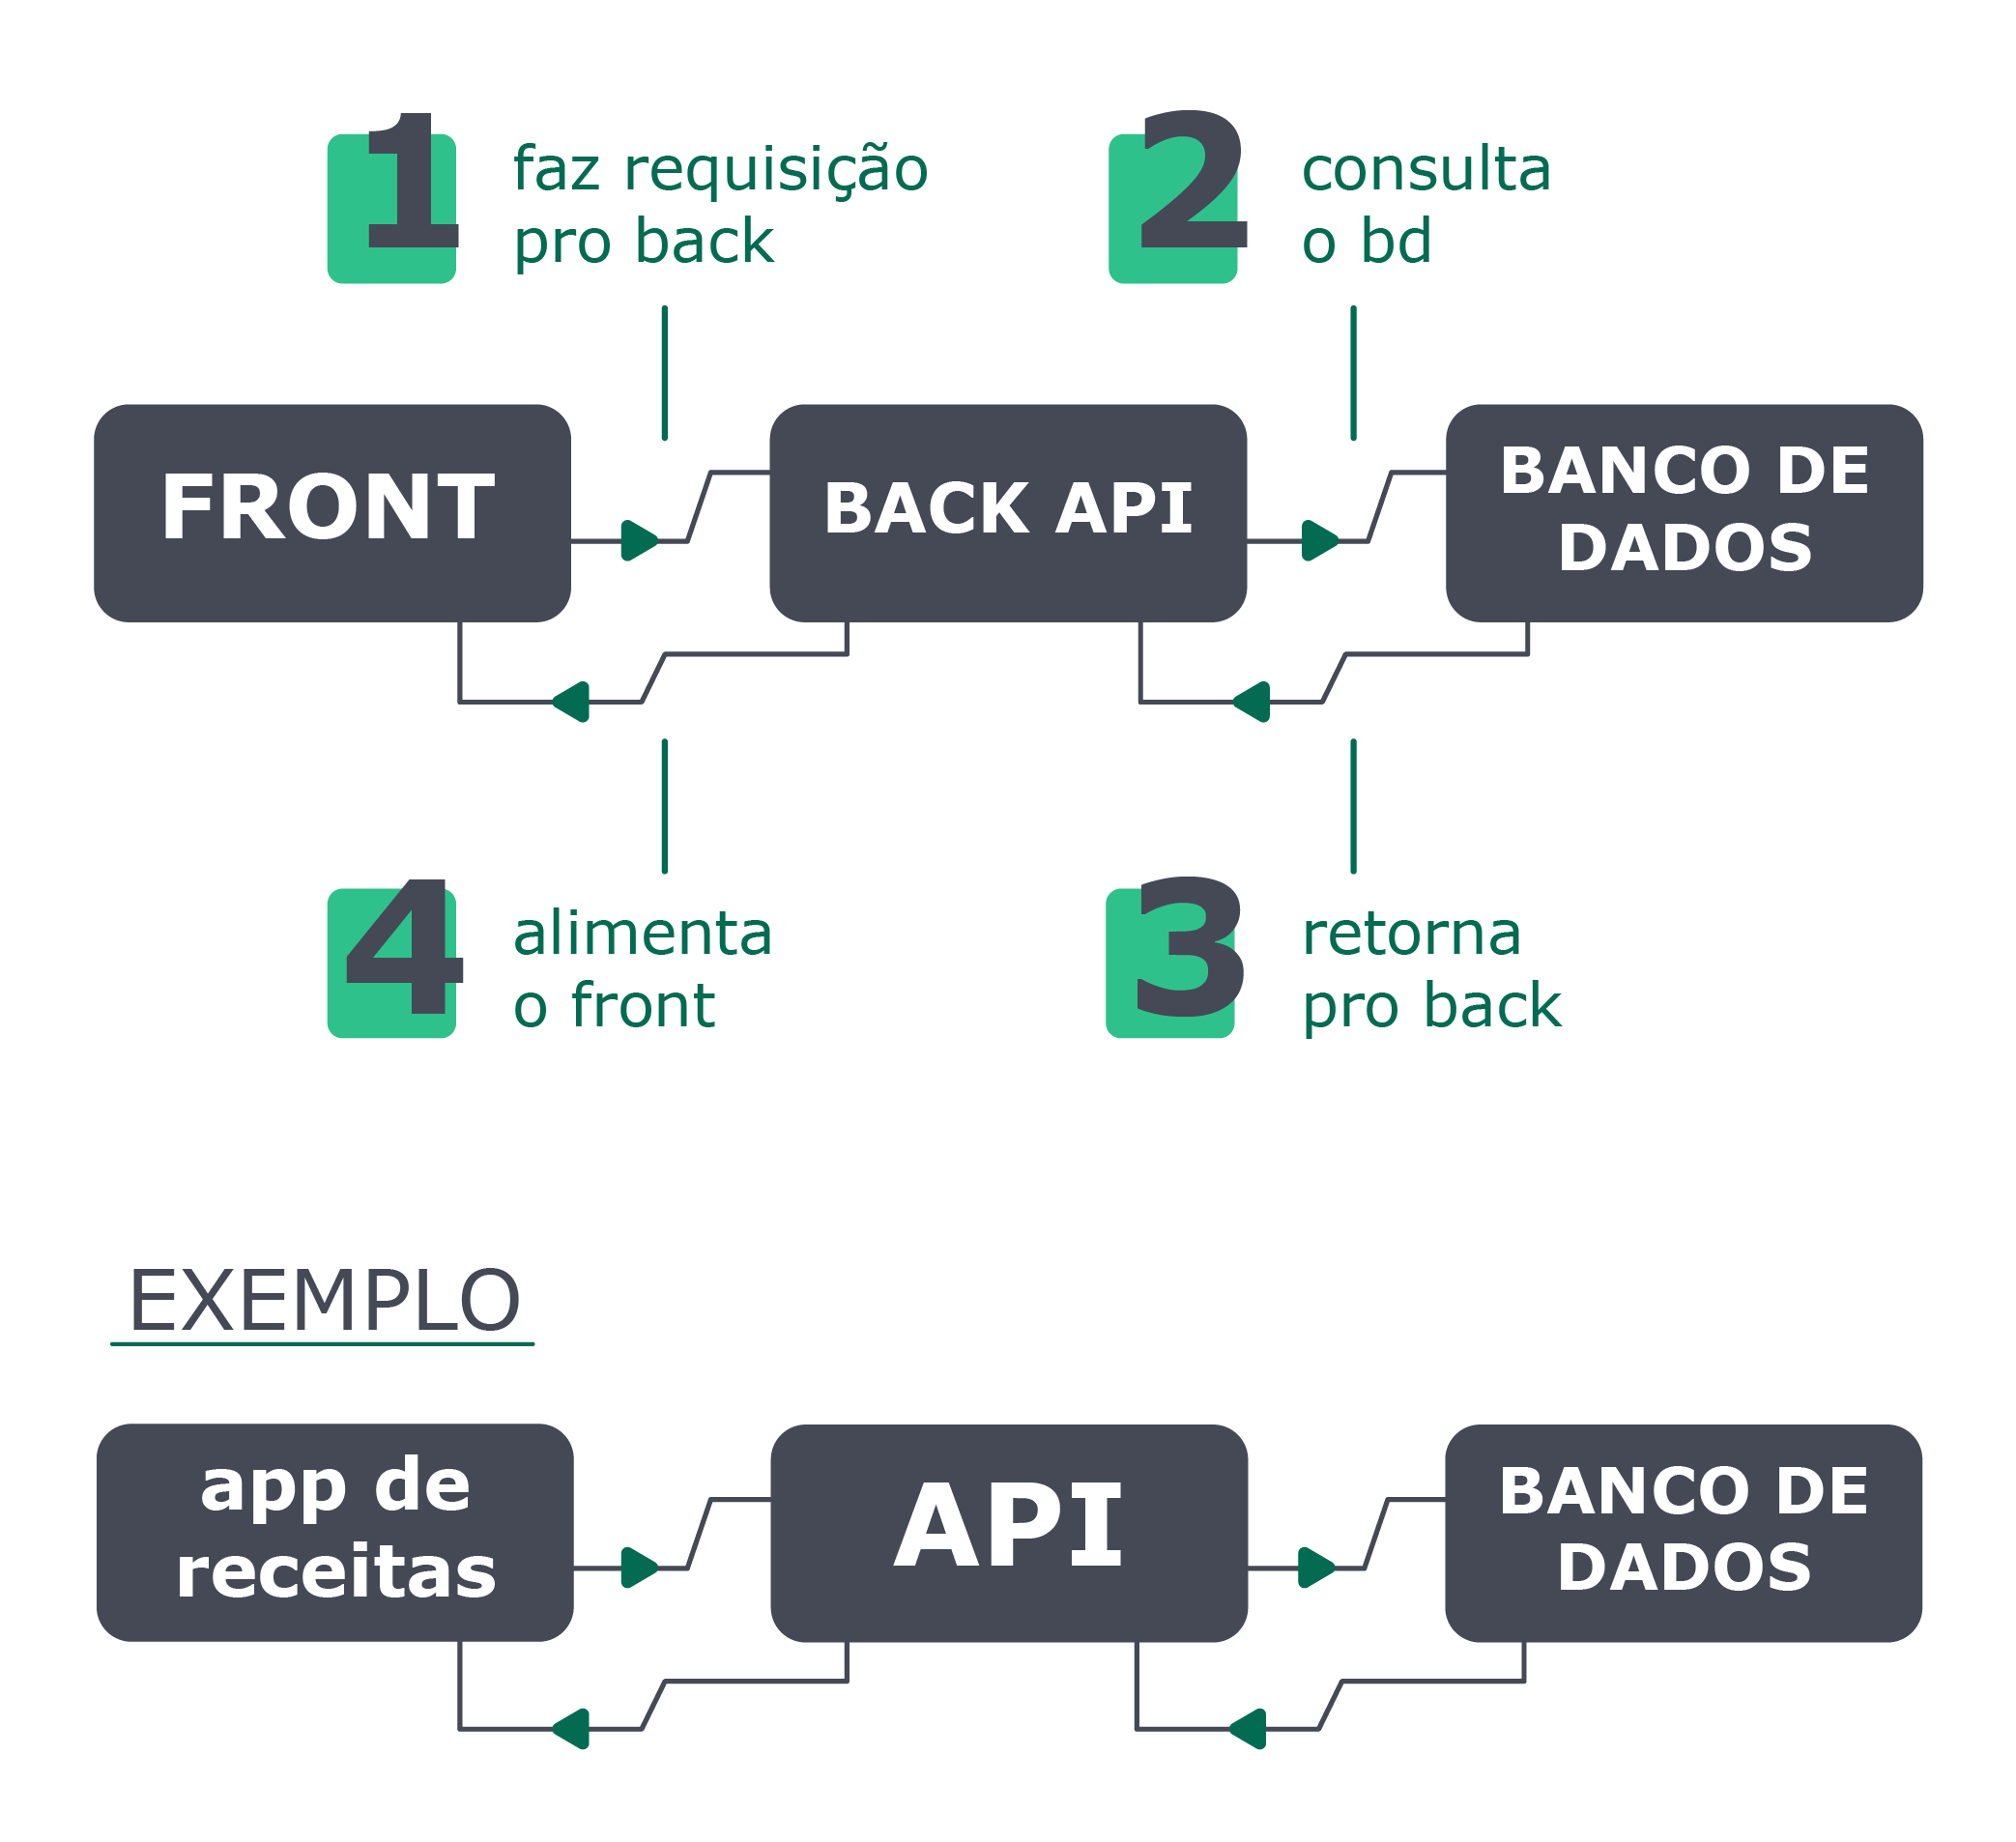 1
faz requisição
pro back
2
consulta
o bd
FRONT
BACK API
BANCO DE
DADOS
4
alimenta
o front
3
retorna
pro back
EXEMPLO
app de
receitas
API
BANCO DE
DADOS